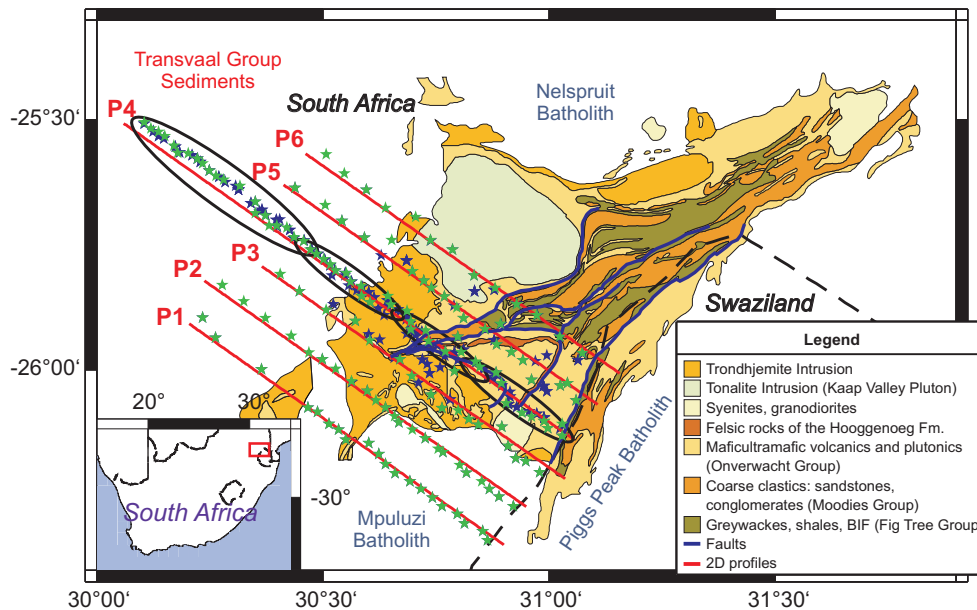 Transvaal Group
Sediments
P4
South Africa
Nelspruit
Batholith
-25°30‘
P6
P5
P3
P2
P1
Swaziland
-26°00‘
20°
30°
-30°
South Africa
Mpuluzi
Batholith
Piggs Peak Batholith
Legend
Trondhjemite Intrusion
Tonalite Intrusion (Kaap Valley Pluton)
Syenites, granodiorites
Felsic rocks of the Hooggenoeg Fm.
Maficultramafic volcanics and plutonics
(Onverwacht Group)
Coarse clastics: sandstones,
conglomerates (Moodies Group)
Greywackes, shales, BIF (Fig Tree Group
Faults
2D profiles
30°00‘
30°30‘
31°00‘
31°30‘